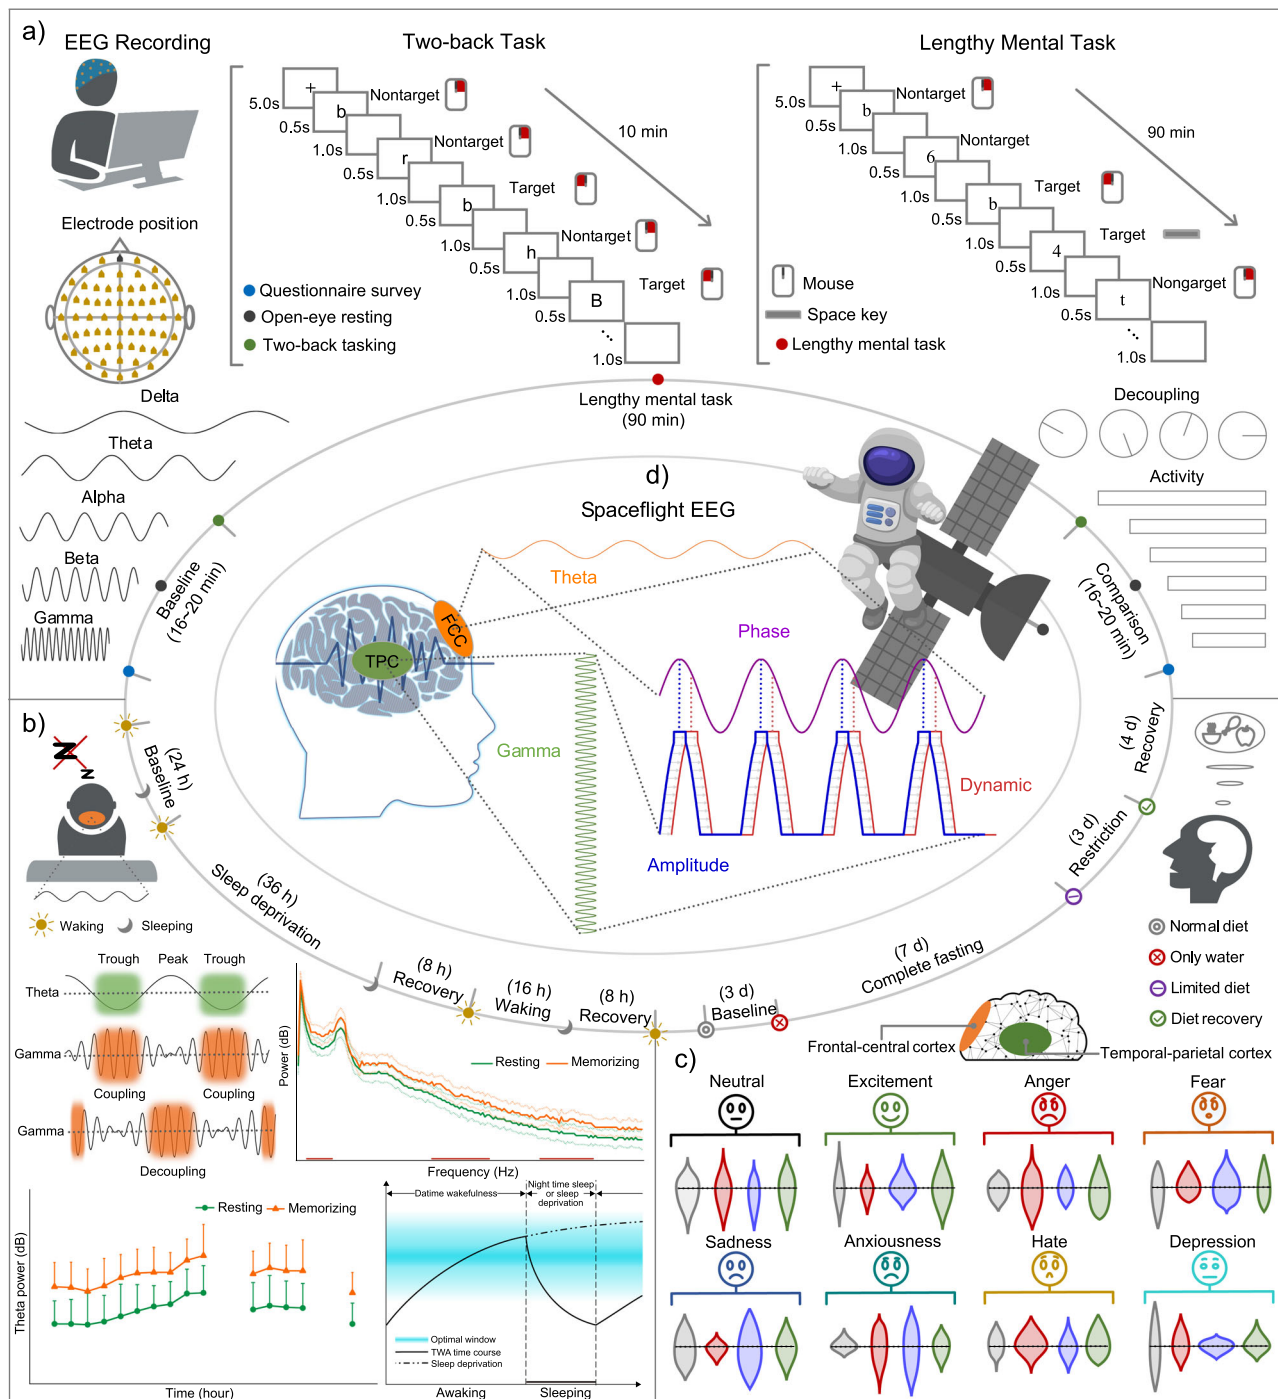 a)
EEG Recording
Two-back Task
Lengthy Mental Task
5.0s
+
Nontarget
0.5s
b
1.0s
Nontarget
0.5s
r
1.0s
Target
0.5s
b
1.0s
Nontarget
0.5s
h
1.0s
Target
0.5s
B
1.0s
10 min
5.0s
+
Nontarget
0.5s
b
1.0s
Nontarget
0.5s
6
1.0s
Target
0.5s
b
1.0s
Target
0.5s
4
1.0s
Nongarget
0.5s
t
1.0s
90 min
Electrode position
Questionnaire survey
Open-eye resting
Two-back tasking
Mouse
Space key
Lengthy mental task
Delta
Theta
Alpha
Beta
Gamma
Decoupling
Activity
Lengthy mental task
(90 min)
Baseline
(16~20 min)
Comparison
(16~20 min)
d)
Spaceflight EEG
Theta
FCC
TPC
Phase
Gamma
Dynamic
Amplitude
b)
z
z
Waking
Sleeping
(24 h)
Baseline
(36 h)
Sleep deprivation
(8 h)
Recovery
(16 h)
Waking
(8 h)
Recovery
(3 d)
Baseline
(7 d)
Complete fasting
(3 d)
Restriction
(4 d)
Recovery
Normal diet
Only water
Limited diet
Diet recovery
Trough
Peak
Trough
Theta
Gamma
Coupling
Coupling
Gamma
Decoupling
Power (dB)
Resting
Memorizing
Frequency (Hz)
Theta power (dB)
Resting
Memorizing
Time (hour)
Datime wakefulness
Night time sleep
or sleep
deprivation
Optimal window
TWA time course
Sleep deprivation
Awaking
Sleeping
Frontal-central cortex
Temporal-parietal cortex
c)
Neutral
Excitement
Anger
Fear
Sadness
Anxiousness
Hate
Depression